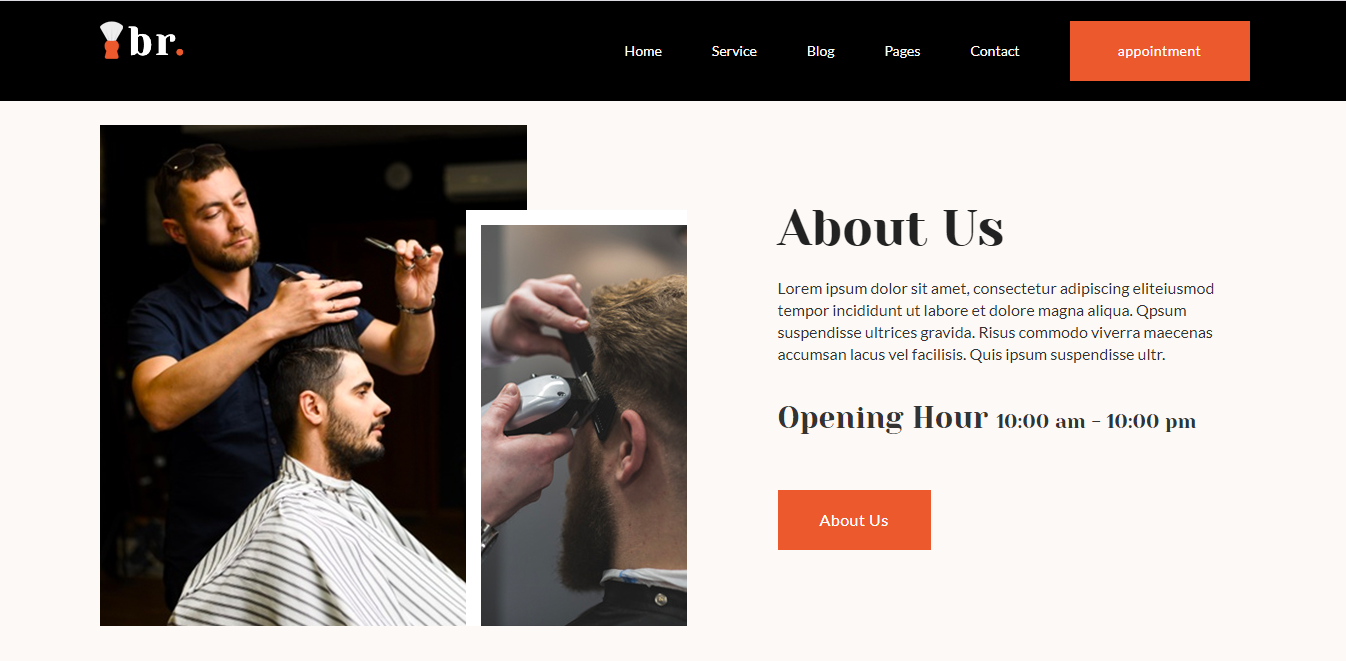 br.
Home Service Blog Pages Contact appointment
About Us
Lorem ipsum dolor sit amet, consectetur adipiscing eliteiusmod
tempor incididunt ut labore et dolore magna aliqua. Qpsum
suspendisse ultrices gravida. Risus commodo viverra maecenas
accumsan lacus vel facilisis. Quis ipsum suspendisse ultr.
Opening Hour 10:00 am - 10:00 pm
About Us